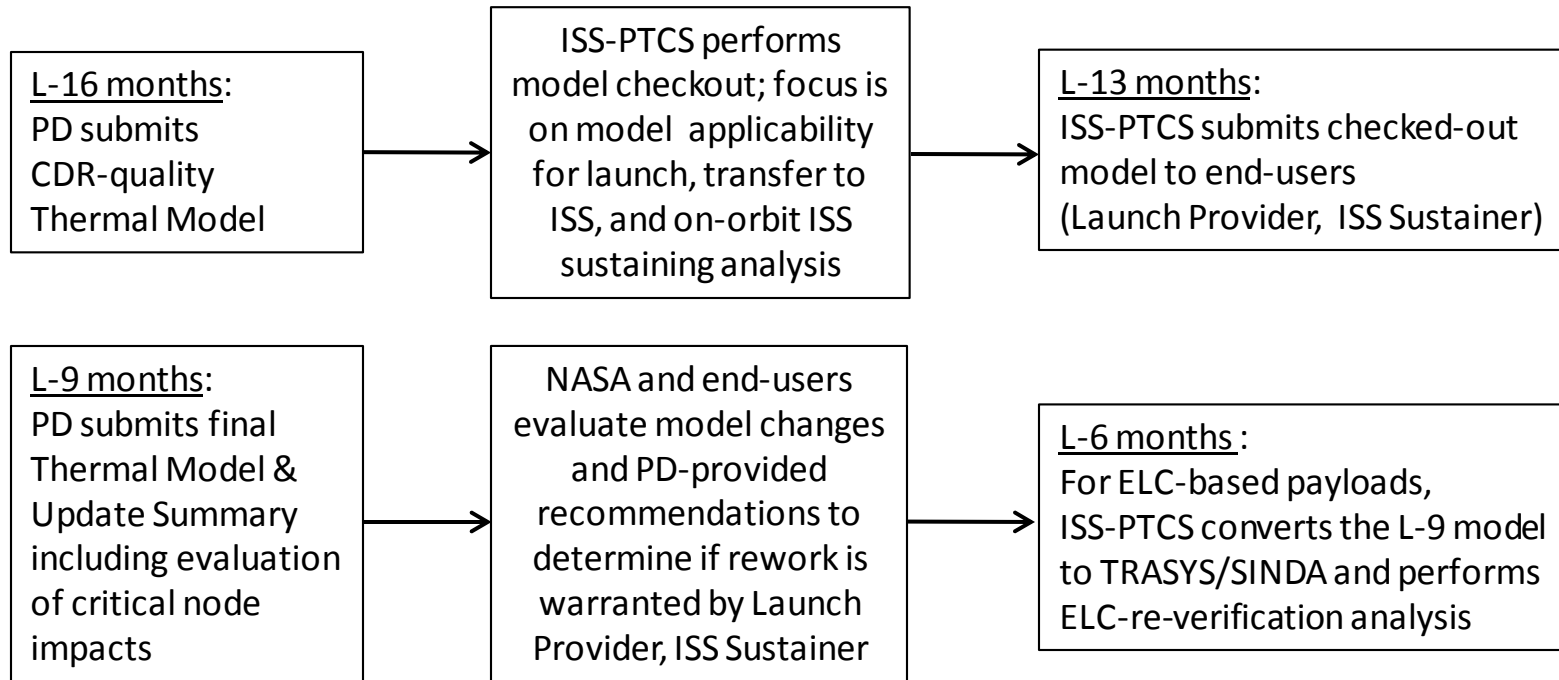 L-16 months:
PD submits
CDR-quality
Thermal Model
ISS-PTCS performs
model checkout; focus is
on model applicability
for launch, transfer to
ISS, and on-orbit ISS
sustaining analysis
L-13 months:
ISS-PTCS submits checked-out
model to end-users
(Launch Provider, ISS Sustainer)
L-9 months:
PD submits final
Thermal Model &
Update Summary
including evaluation
of critical node
impacts
NASA and end-users
evaluate model changes
and PD-provided
recommendations to
determine if rework is
warranted by Launch
Provider, ISS Sustainer
L-6 months :
For ELC-based payloads,
ISS-PTCS converts the L-9 model
to TRASYS/SINDA and performs
ELC-re-verification analysis